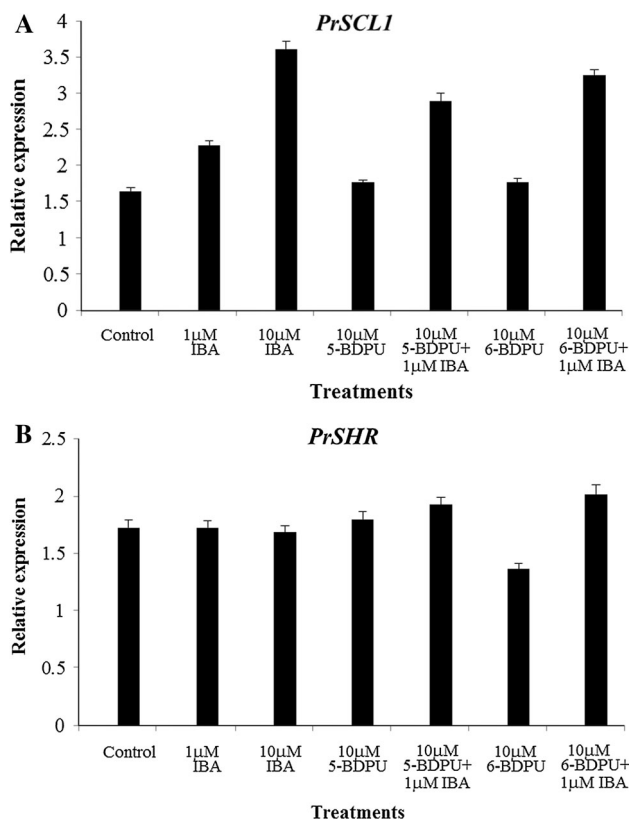 A
PrSCL1
Relative expression
4
3.5
3
2.5
2
1.5
1
0.5
0
Control
1μM
IBA
10μM
IBA
10μM
5-BDPU
10μM
5-BDPU+
1μM IBA
10μM
6-BDPU
10μM
6-BDPU+
1μM IBA
Treatments
B
PrSHR
Relative expression
2.5
2
1.5
1
0.5
0
Control
1μM
IBA
10μM
IBA
10μM
5-BDPU
10μM
5-BDPU+
1μM IBA
10μM
6-BDPU
10μM
6-BDPU+
1μM IBA
Treatments